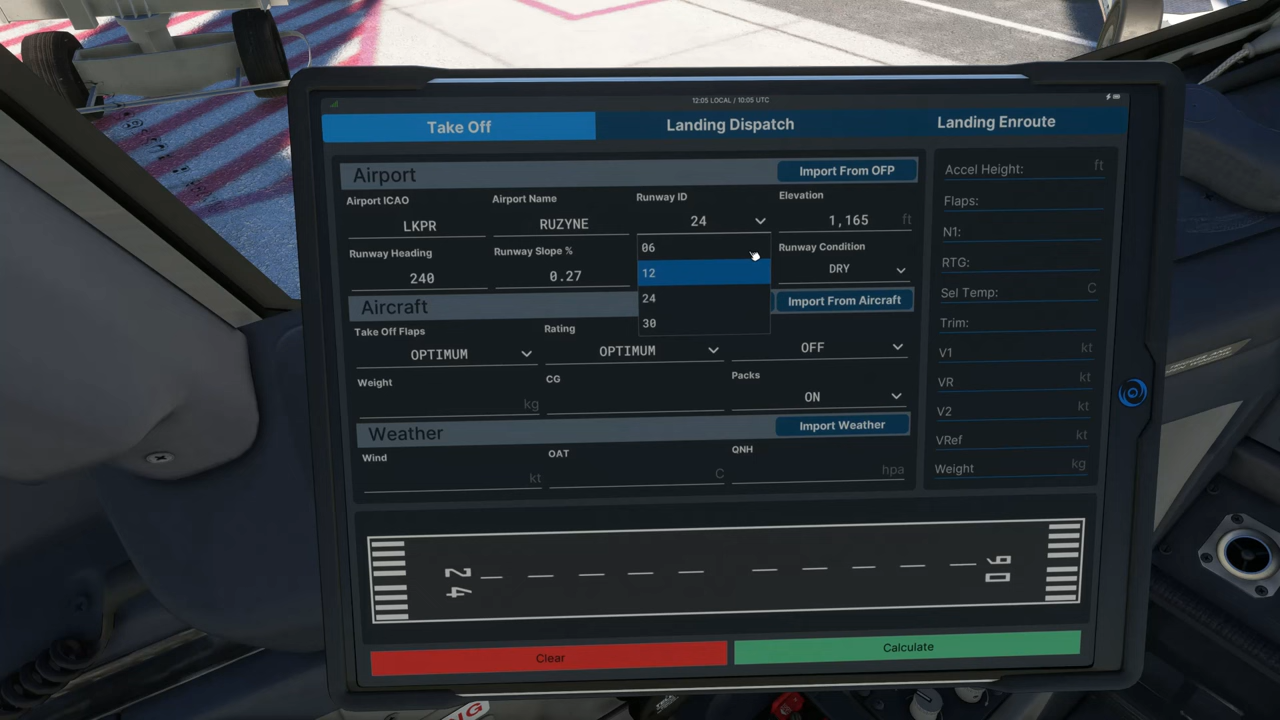 12:05 LOCAL / 10:05 UTC
Take Off
Landing Dispatch
Landing Enroute
Airport
Import From OFP
Airport ICAO
Airport Name
Runway ID
Elevation
LKPR
RUZYNE
24
1,165 ft
Runway Heading
Runway Slope %
06
Runway Condition
240
0.27
12
DRY
24
30
Aircraft
Import From Aircraft
Take Off Flaps
Rating
OPTIMUM
OPTIMUM
OFF
Weight
CG
Packs
kg
ON
Weather
Import Weather
Wind
OAT
QNH
kt
C
hpa
Accel Height: ft
Flaps:
N1:
RTG:
Sel Temp: C
Trim:
V1 kt
VR kt
V2 kt
VRef kt
Weight kg
24
06
Clear
Calculate